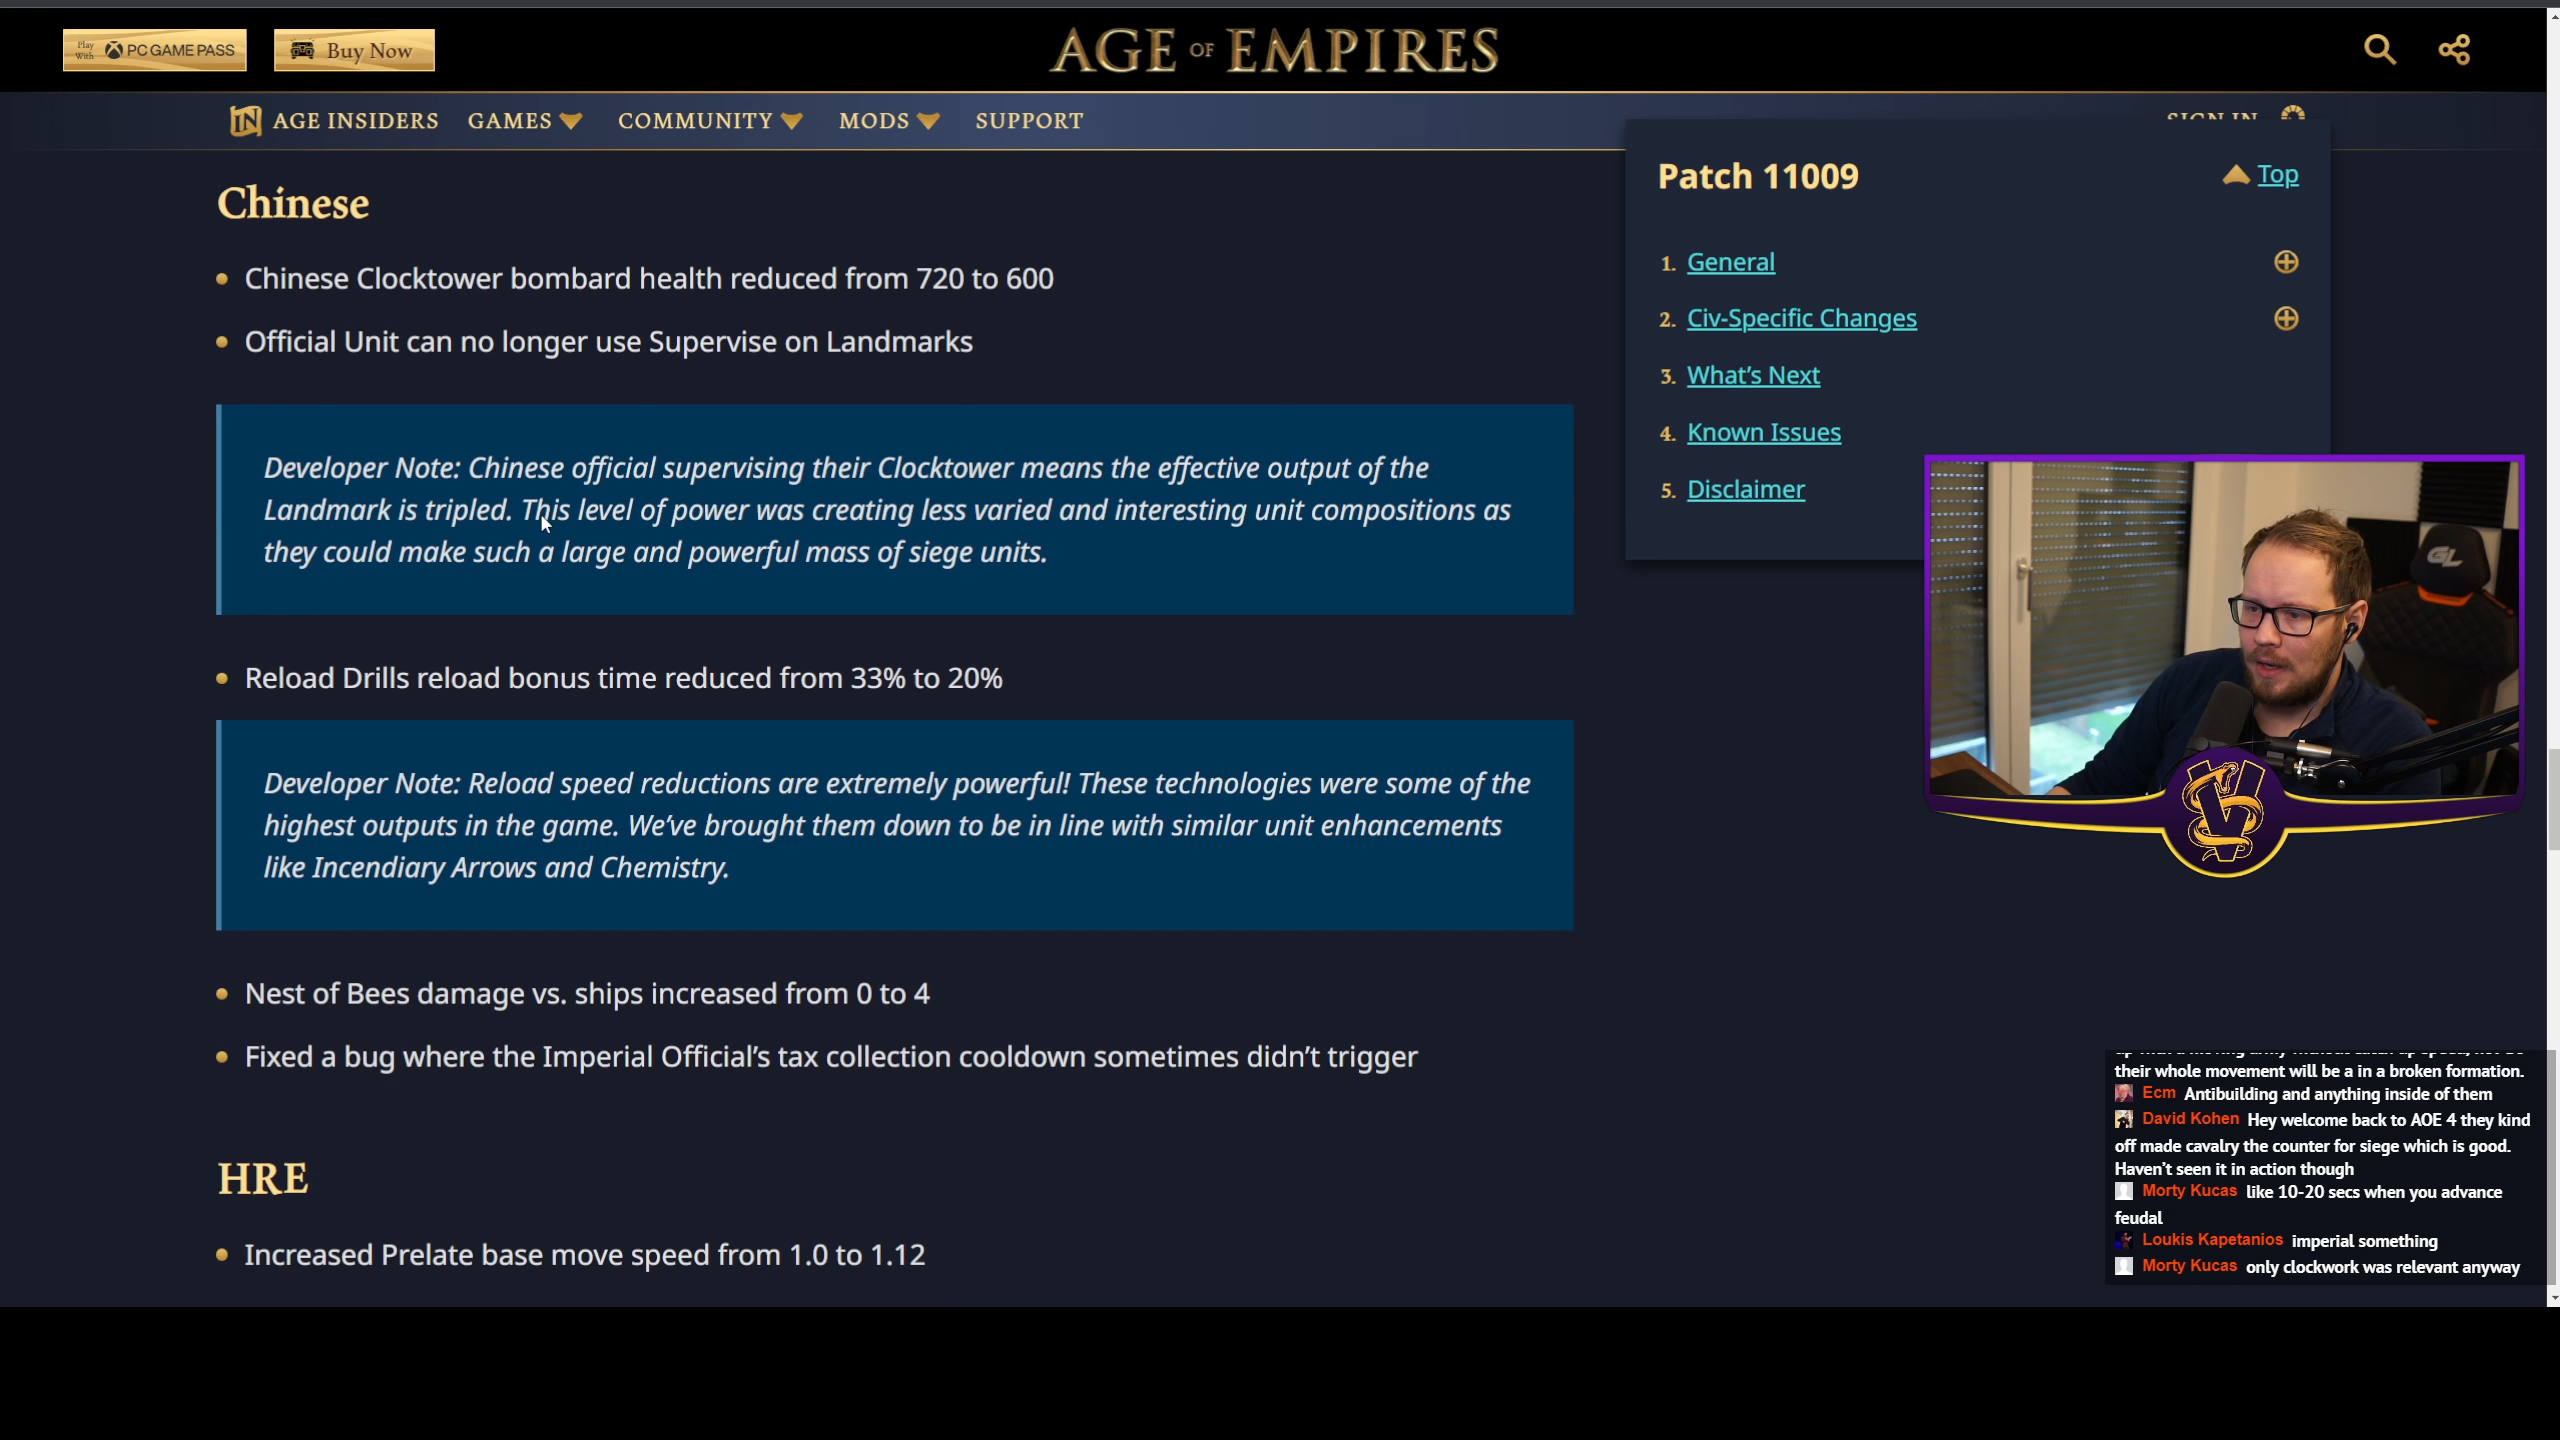 Play With PC GAME PASS
Buy Now
AGE OF EMPIRES
IN AGE INSIDERS
GAMES
COMMUNITY
MODS
SUPPORT
SIGN IN
Chinese
• Chinese Clocktower bombard health reduced from 720 to 600
• Official Unit can no longer use Supervise on Landmarks
Developer Note: Chinese official supervising their Clocktower means the effective output of the
Landmark is tripled. This level of power was creating less varied and interesting unit compositions as
they could make such a large and powerful mass of siege units.
• Reload Drills reload bonus time reduced from 33% to 20%
Developer Note: Reload speed reductions are extremely powerful! These technologies were some of the
highest outputs in the game. We’ve brought them down to be in line with similar unit enhancements
like Incendiary Arrows and Chemistry.
• Nest of Bees damage vs. ships increased from 0 to 4
• Fixed a bug where the Imperial Official’s tax collection cooldown sometimes didn’t trigger
HRE
• Increased Prelate base move speed from 1.0 to 1.12
Patch 11009
Top
1. General
2. Civ-Specific Changes
3. What’s Next
4. Known Issues
5. Disclaimer
GL
V
their whole movement will be a in a broken formation.
Ecm Antibuilding and anything inside of them
David Kohen Hey welcome back to AOE 4 they kind
off made cavalry the counter for siege which is good.
Haven’t seen it in action though
Morty Kucas like 10-20 secs when you advance
feudal
Loukis Kapetanios imperial something
Morty Kucas only clockwork was relevant anyway